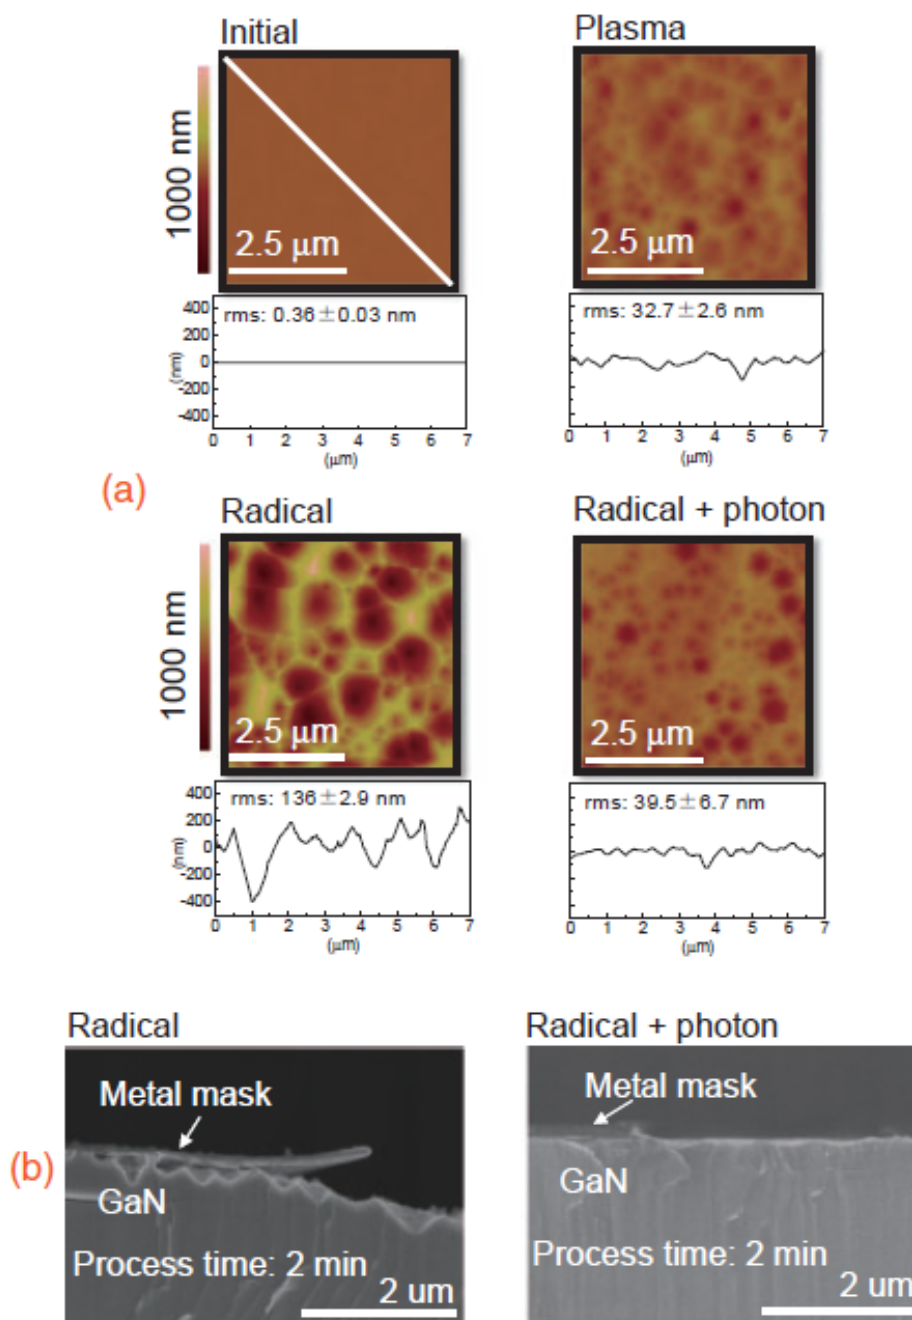 Initial
Plasma
1000 nm
2.5 μm
2.5 μm
rms: 0.36±0.03 nm
rms: 32.7±2.6 nm
400
200
0
-200
-400
(nm)
0 1 2 3 4 5 6 7
(μm)
0 1 2 3 4 5 6 7
(μm)
(a)
Radical
Radical + photon
1000 nm
2.5 μm
2.5 μm
rms: 136±2.9 nm
rms: 39.5±6.7 nm
400
200
0
-200
-400
(nm)
0 1 2 3 4 5 6 7
(μm)
0 1 2 3 4 5 6 7
(μm)
Radical
Radical + photon
(b)
Metal mask
GaN
Process time: 2 min
2 um
Metal mask
GaN
Process time: 2 min
2 um